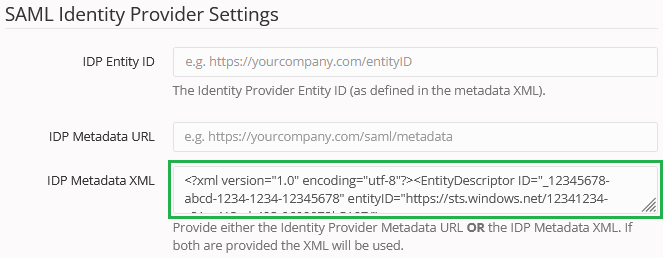 SAML Identity Provider Settings
IDP Entity ID
e.g. https://yourcompany.com/entityID
The Identity Provider Entity ID (as defined in the metadata XML).
IDP Metadata URL
e.g. https://yourcompany.com/saml/metadata
IDP Metadata XML
<?xml version="1.0" encoding="utf-8"?><EntityDescriptor ID="_12345678-
abcd-1234-1234-12345678" entityID="https://sts.windows.net/12341234-
Provide either the Identity Provider Metadata URL OR the IDP Metadata XML. If
both are provided the XML will be used.